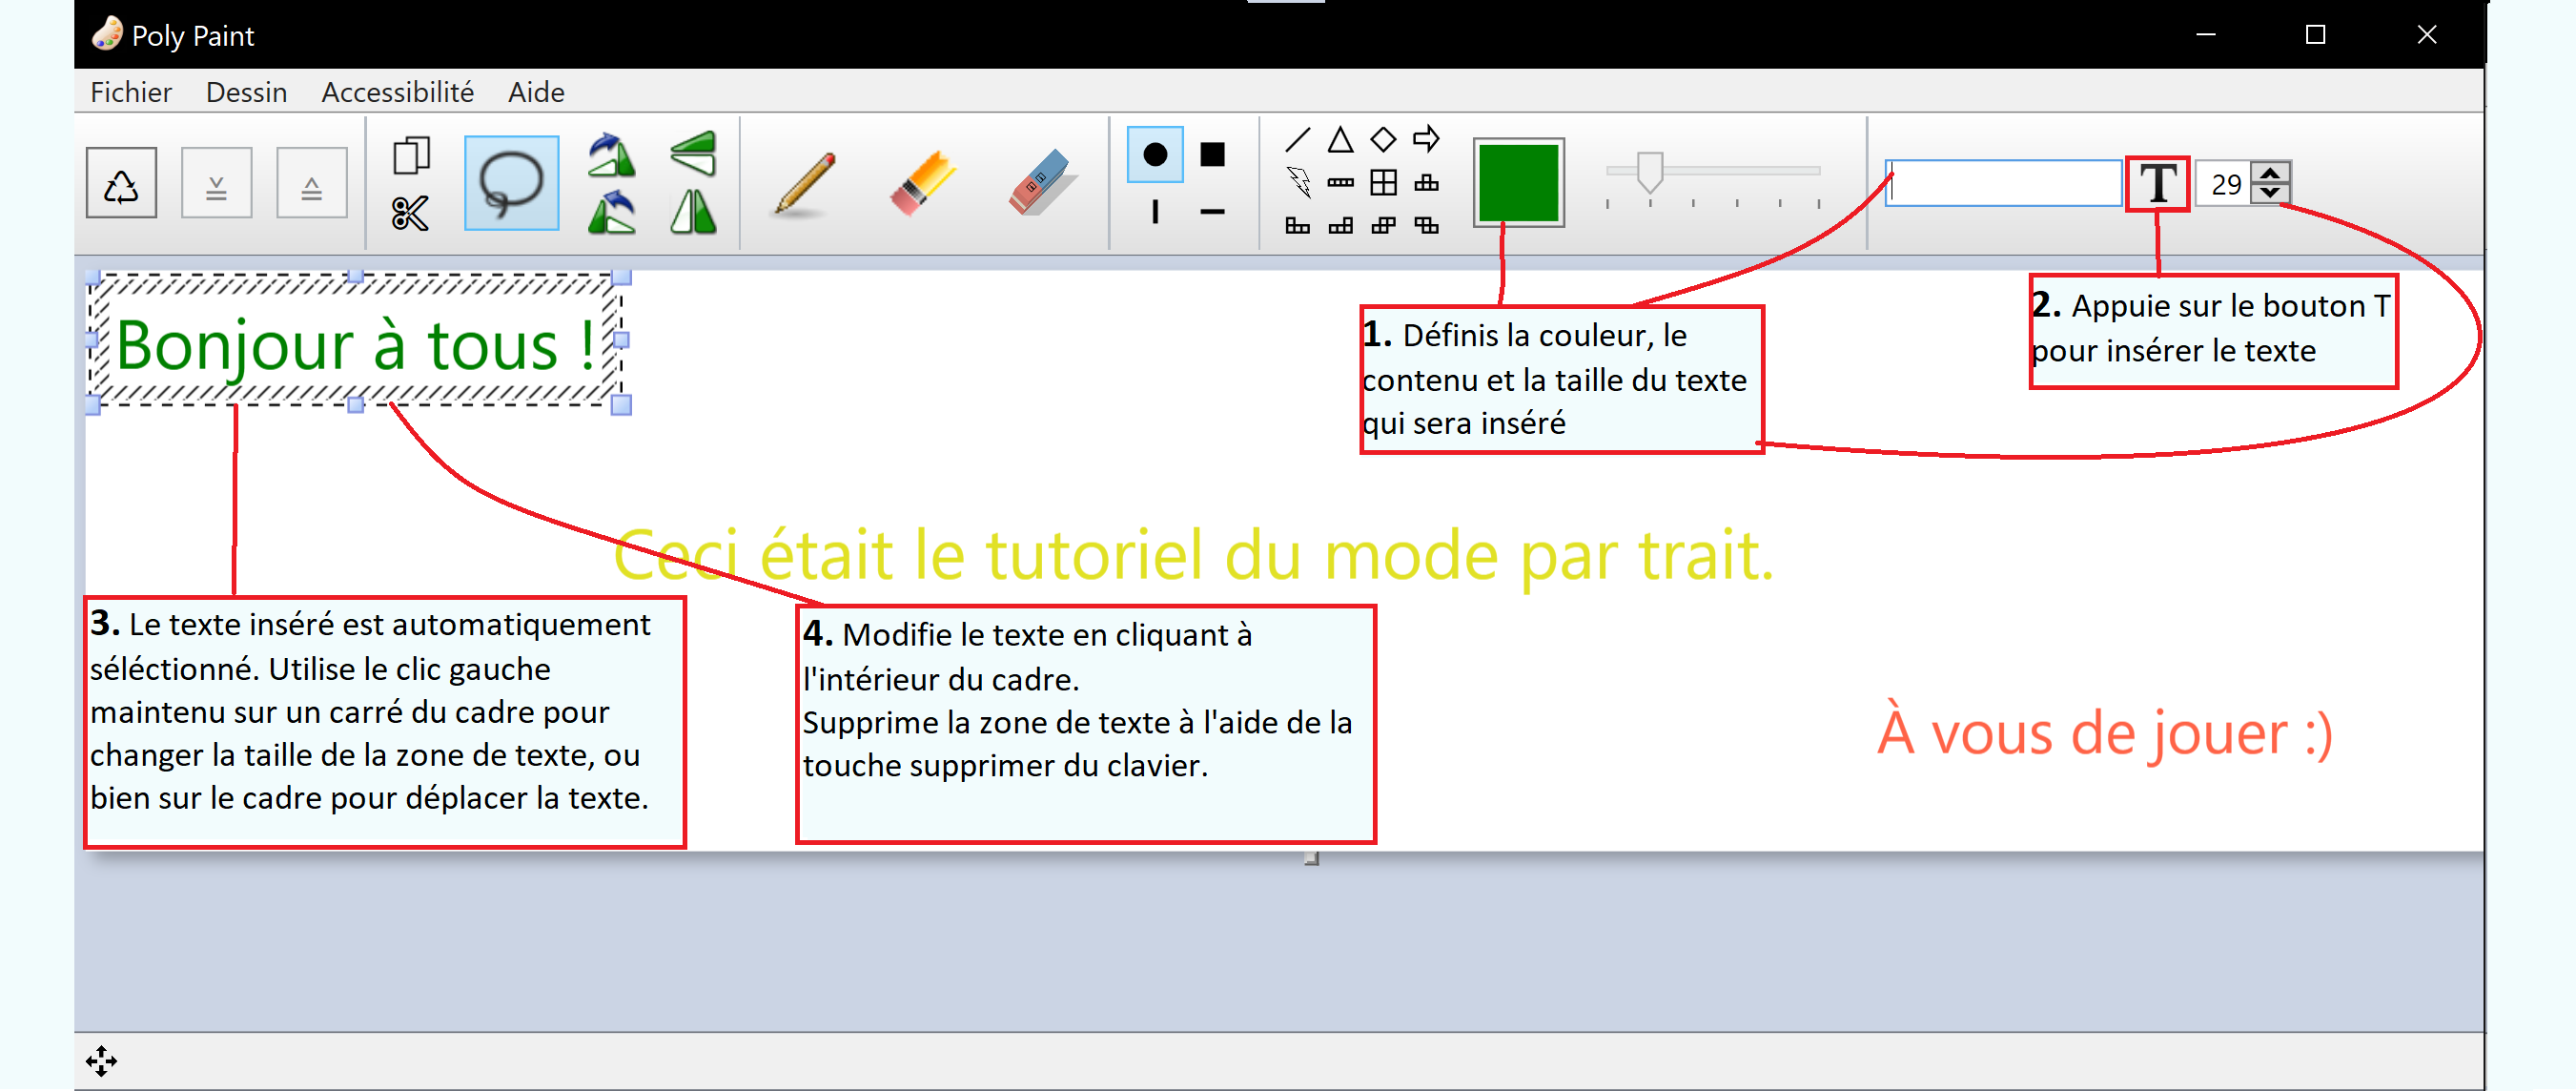 Poly Paint
Fichier Dessin Accessibilité Aide
T 29
Bonjour à tous !
1. Définis la couleur, le
contenu et la taille du texte
qui sera inséré
2. Appuie sur le bouton T
pour insérer le texte
Ceci était le tutoriel du mode par trait.
3. Le texte inséré est automatiquement
séléctionné. Utilise le clic gauche
maintenu sur un carré du cadre pour
changer la taille de la zone de texte, ou
bien sur le cadre pour déplacer la texte.
4. Modifie le texte en cliquant à
l'intérieur du cadre.
Supprime la zone de texte à l'aide de la
touche supprimer du clavier.
À vous de jouer :)